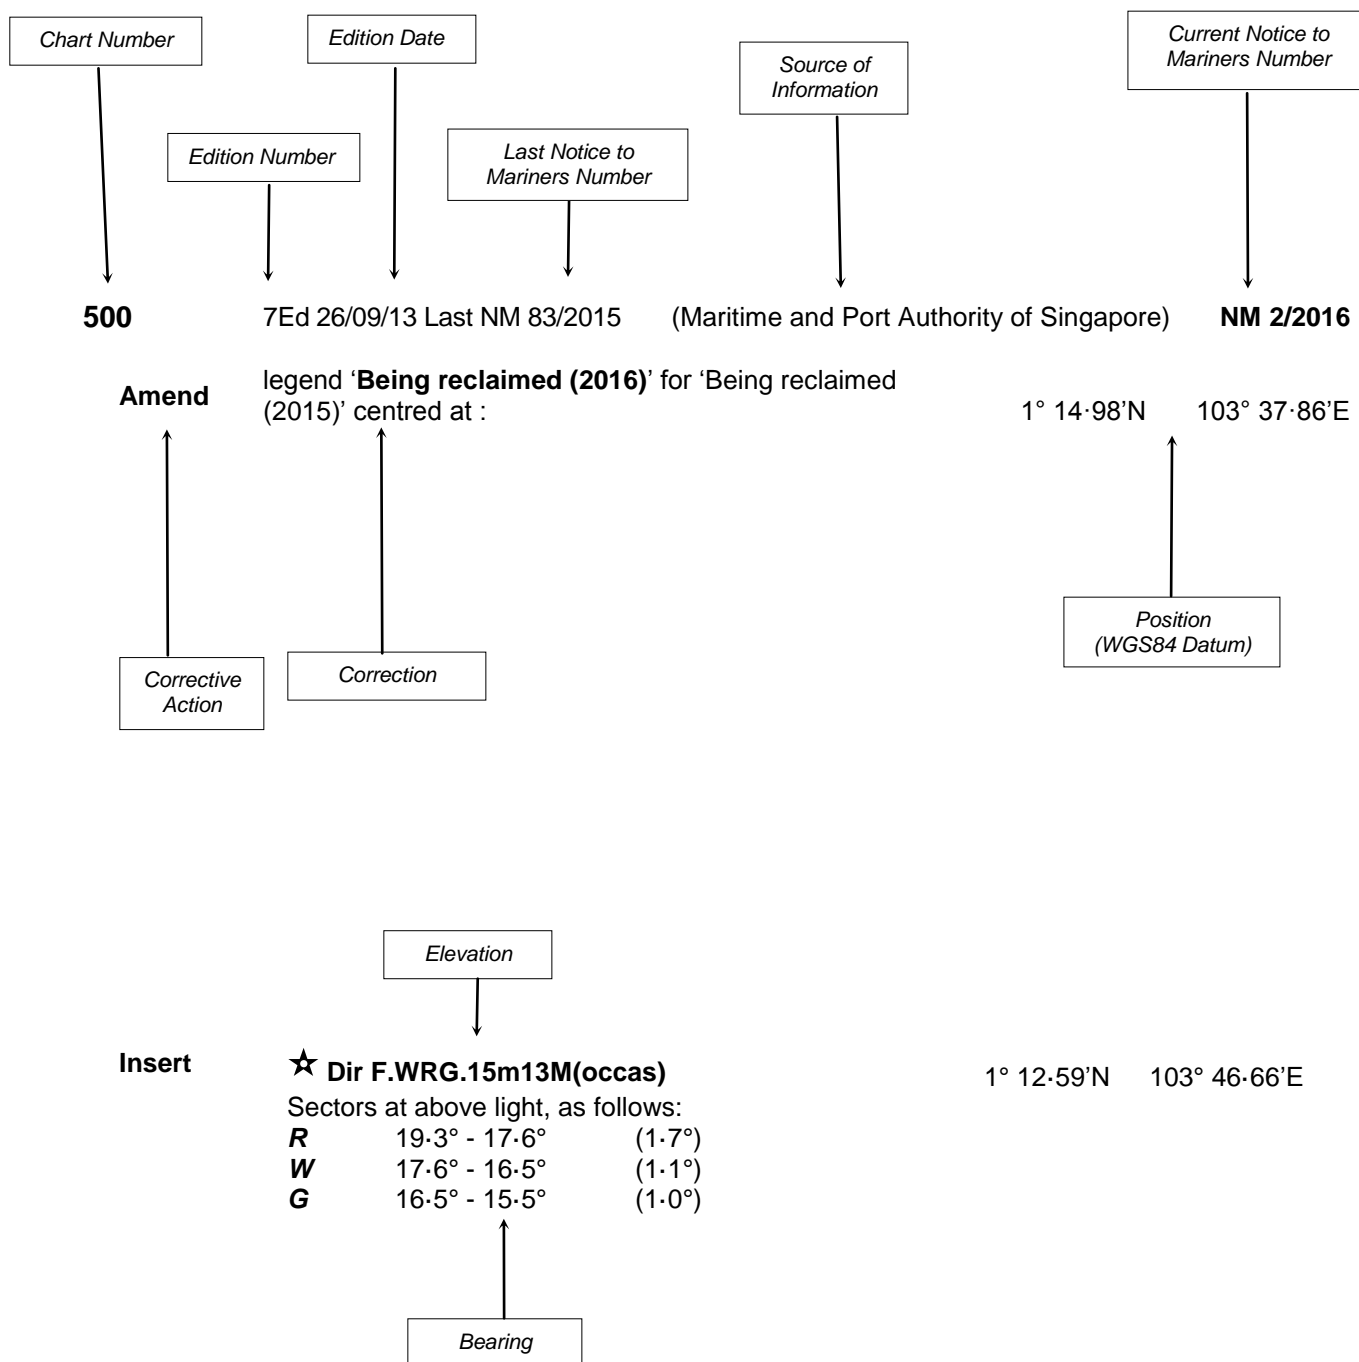 Chart Number
Edition Date
Source of
Information
Current Notice to
Mariners Number
Edition Number
Last Notice to
Mariners Number
500 7Ed 26/09/13 Last NM 83/2015 (Maritime and Port Authority of Singapore) NM 2/2016
Amend legend ‘Being reclaimed (2016)’ for ‘Being reclaimed
(2015)’ centred at : 1° 14·98’N 103° 37·86’E
Position
(WGS84 Datum)
Corrective
Action
Correction
Elevation
Insert Dir F.WRG.15m13M(occas) 1° 12·59’N 103° 46·66’E
Sectors at above light, as follows:
R 19·3° - 17·6° (1·7°)
W 17·6° - 16·5° (1·1°)
G 16·5° - 15·5° (1·0°)
Bearing